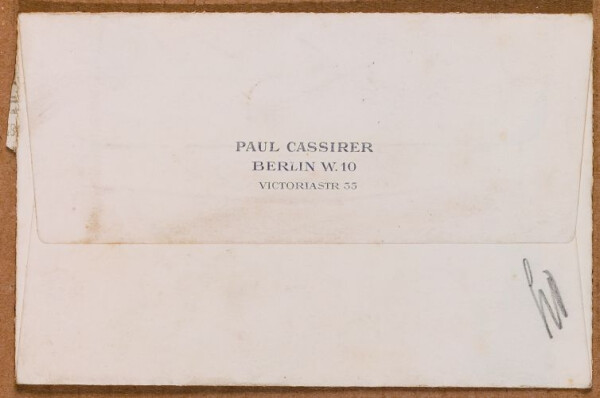 PAUL CASSIRER
BERLIN W. 10
VICTORIASTR 35